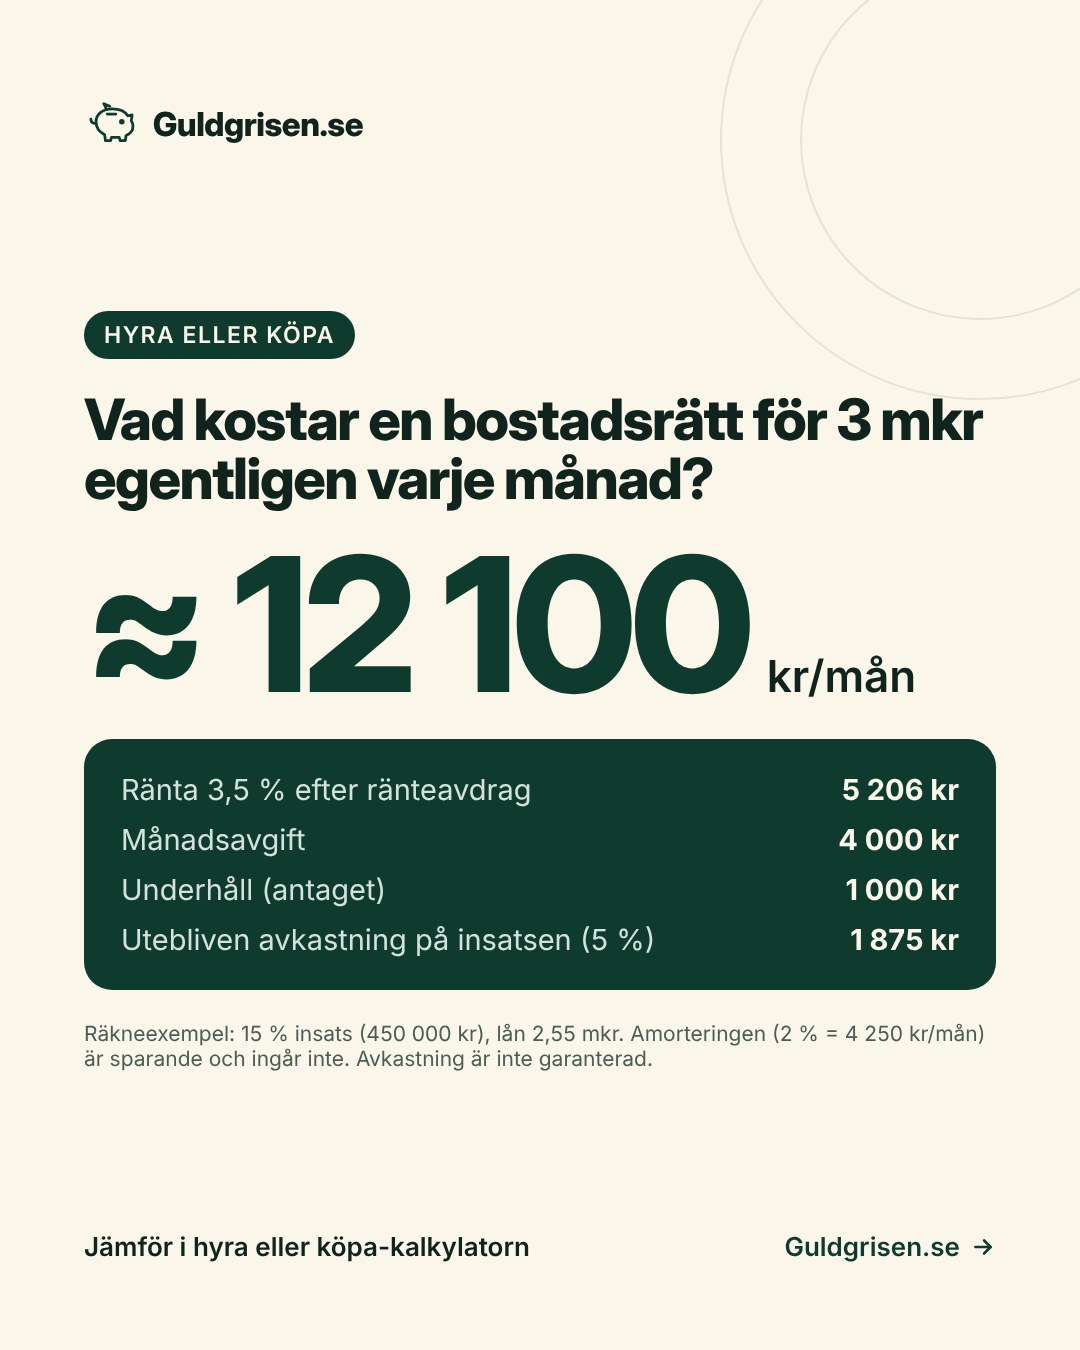 Guldgrisen.se
HYRA ELLER KÖPA
Vad kostar en bostadsrätt för 3 mkr
egentligen varje månad?
≈ 12 100 kr/mån
Ränta 3,5 % efter ränteavdrag 5 206 kr
Månadsavgift 4 000 kr
Underhåll (antaget) 1 000 kr
Utebliven avkastning på insatsen (5 %) 1 875 kr
Räkneexempel: 15 % insats (450 000 kr), lån 2,55 mkr. Amorteringen (2 % = 4 250 kr/mån)
är sparande och ingår inte. Avkastning är inte garanterad.
Jämför i hyra eller köpa-kalkylatorn Guldgrisen.se →